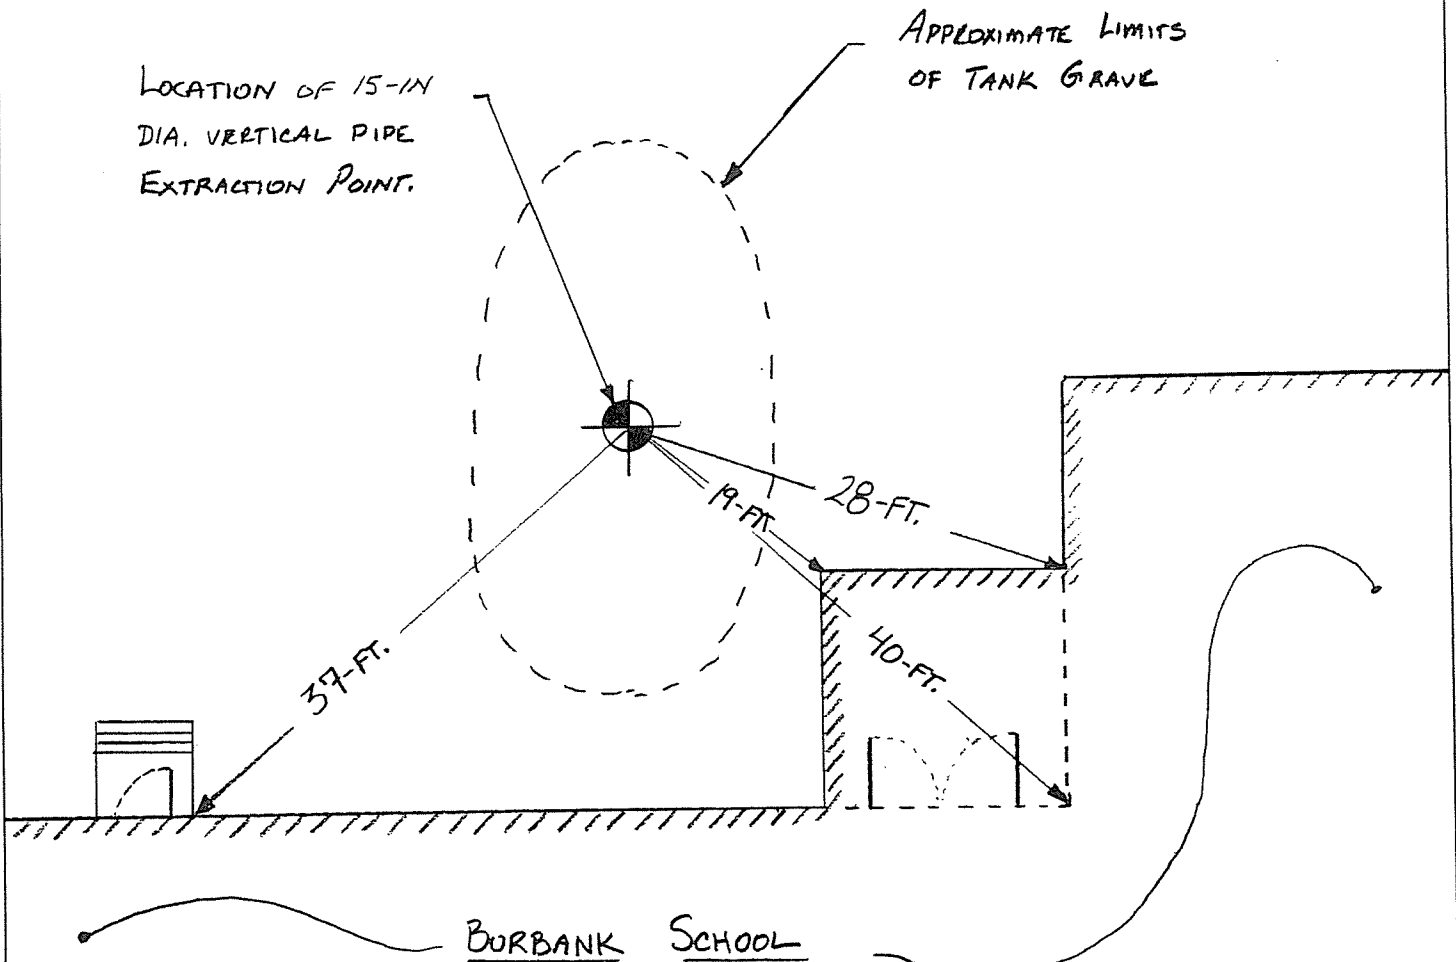 APPROXIMATE LIMITS
OF TANK GRAVE
LOCATION OF 15-IN
DIA. VERTICAL PIPE
EXTRACTION POINT.
28-FT.
19-FT
40-FT.
37-FT.
BURBANK SCHOOL